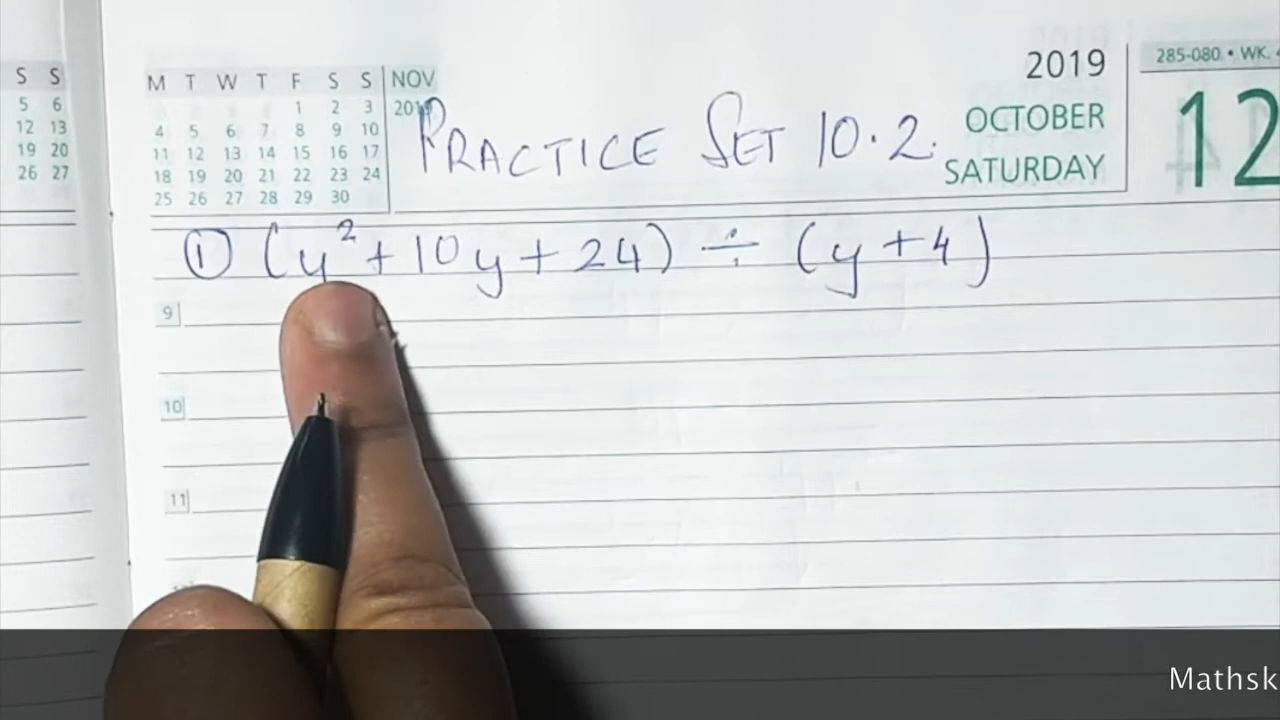 S S
5 6
12 13
19 20
26 27
M T W T F S S
1 2 3
4 5 6 7 8 9 10
11 12 13 14 15 16 17
18 19 20 21 22 23 24
25 26 27 28 29 30
NOV
2019
PRACTICE SET 10.2.
2019
OCTOBER
SATURDAY
285-080 • WK.
12
① (y² + 10y + 24) ÷ (y + 4)
9
10
11
Mathsk